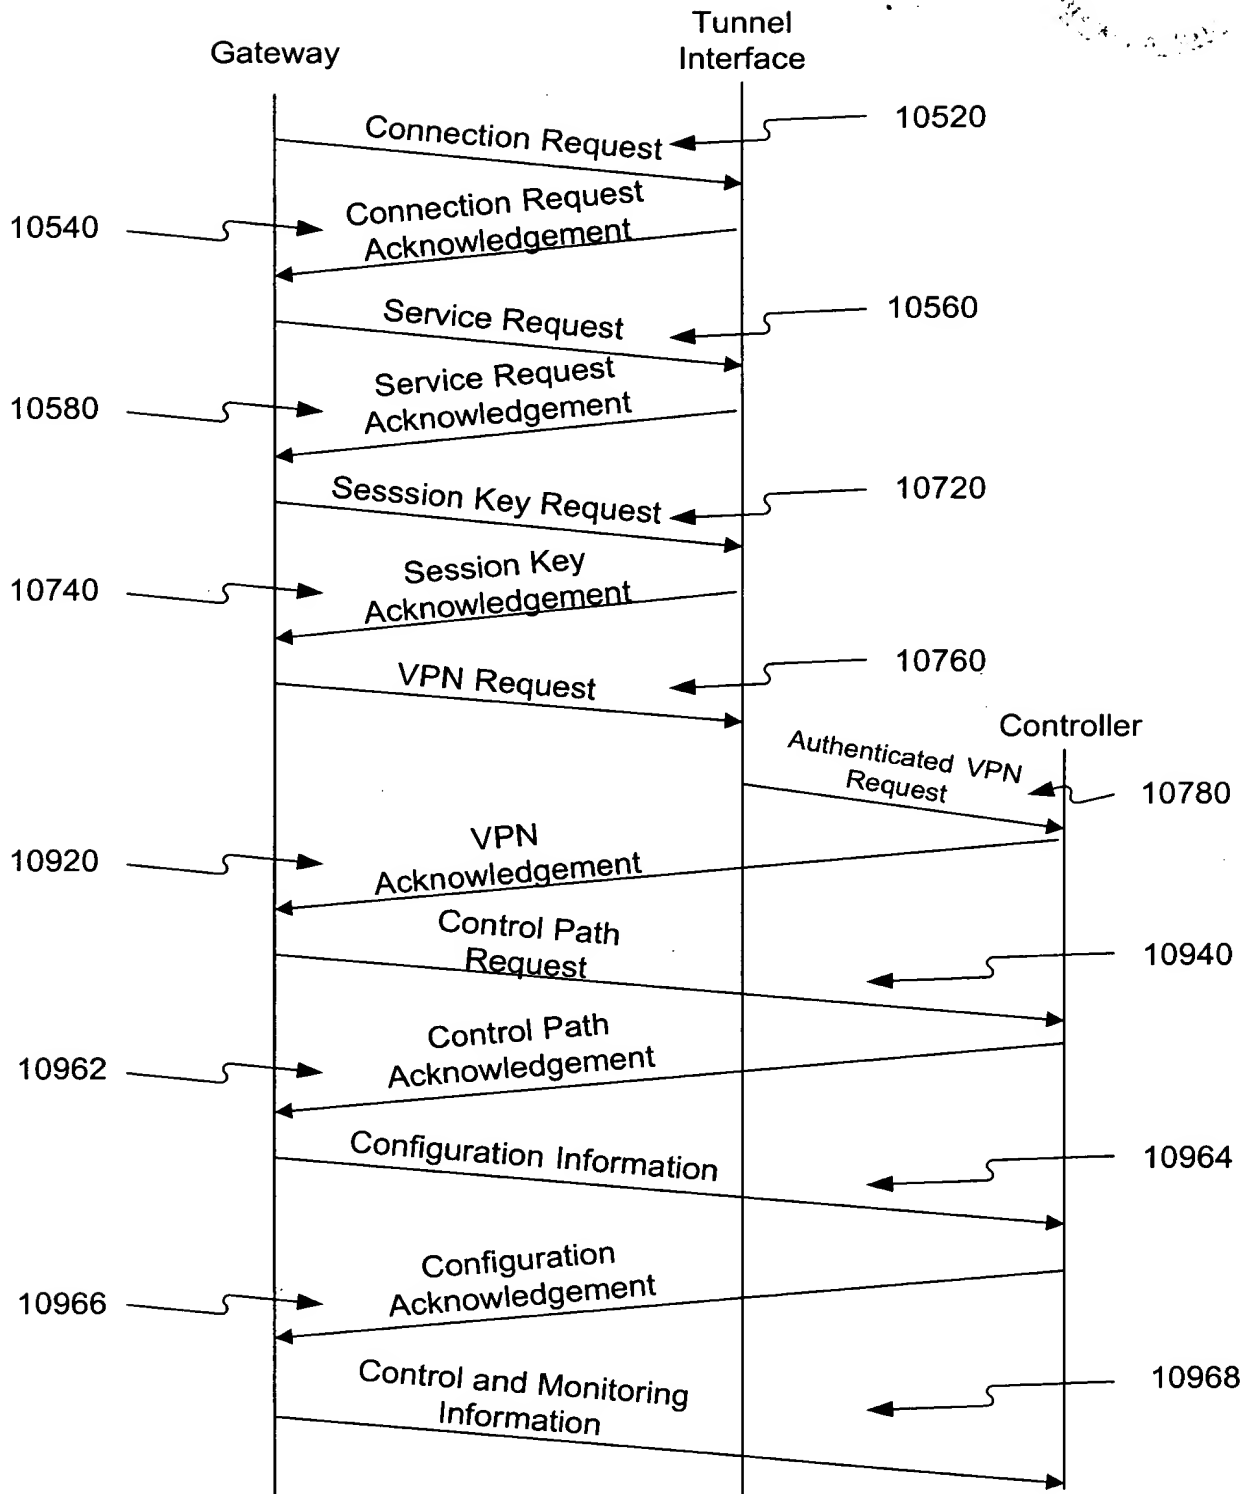 Tunnel
Interface
Gateway
Connection Request
10520
Connection Request
Acknowledgement
10540
Service Request
10560
Service Request
Acknowledgement
10580
Sesssion Key Request
10720
Session Key
Acknowledgement
10740
VPN Request
10760
Controller
Authenticated VPN
Request
10780
VPN
Acknowledgement
10920
Control Path
Request
10940
Control Path
Acknowledgement
10962
Configuration Information
10964
Configuration
Acknowledgement
10966
Control and Monitoring
Information
10968